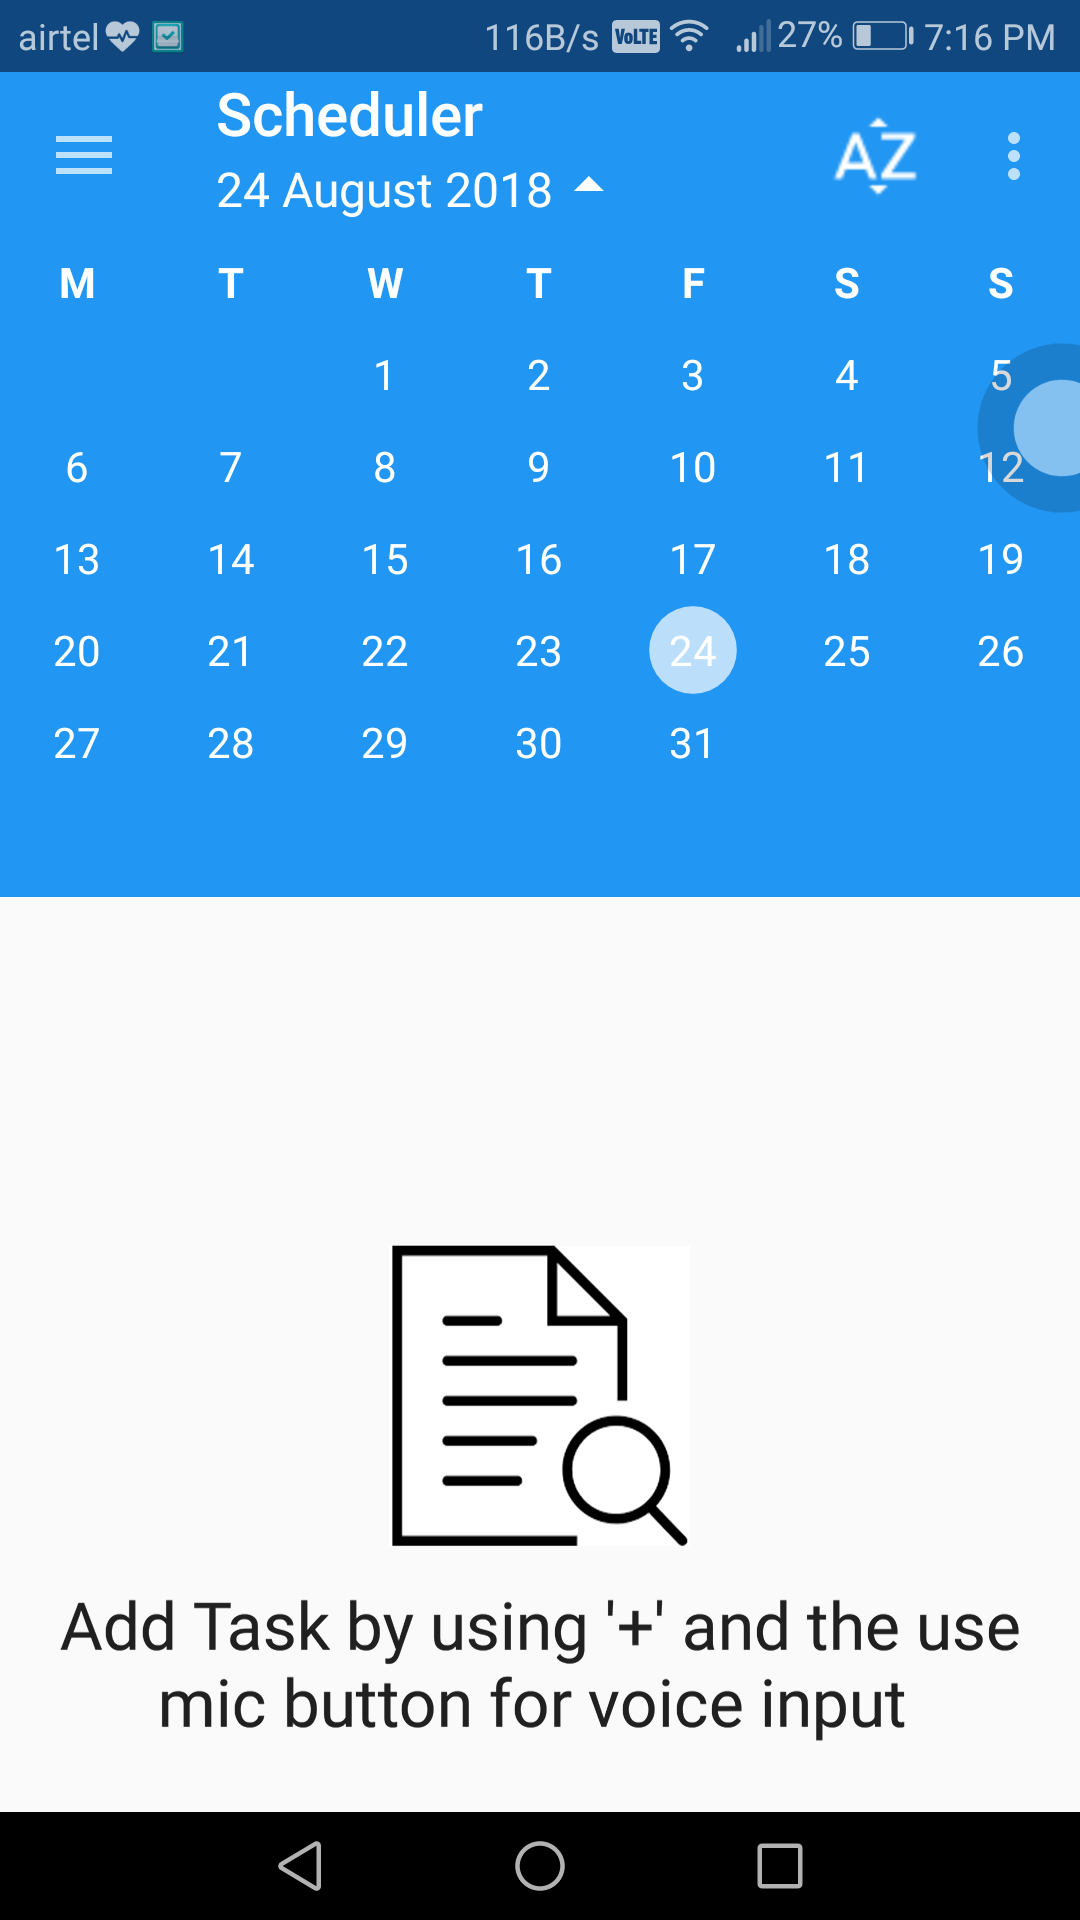 airtel 116B/s VoLTE 27% 7:16 PM
Scheduler
24 August 2018
AZ
M T W T F S S
1 2 3 4 5
6 7 8 9 10 11 12
13 14 15 16 17 18 19
20 21 22 23 24 25 26
27 28 29 30 31
Add Task by using '+' and the use
mic button for voice input